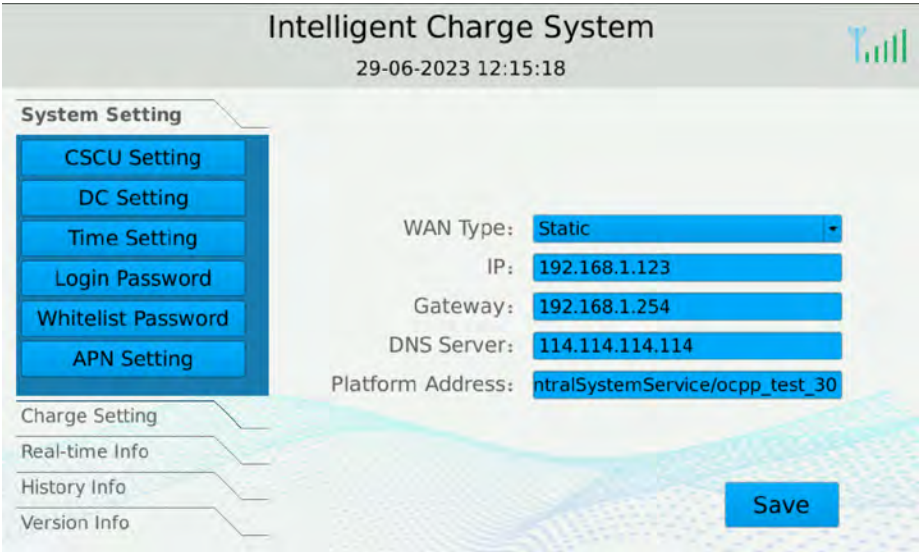 Intelligent Charge System
29-06-2023 12:15:18
System Setting
CSCU Setting
DC Setting
Time Setting
Login Password
Whitelist Password
APN Setting
Charge Setting
Real-time Info
History Info
Version Info
WAN Type: Static
IP: 192.168.1.123
Gateway: 192.168.1.254
DNS Server: 114.114.114.114
Platform Address: ntralSystemService/ocpp_test_30
Save